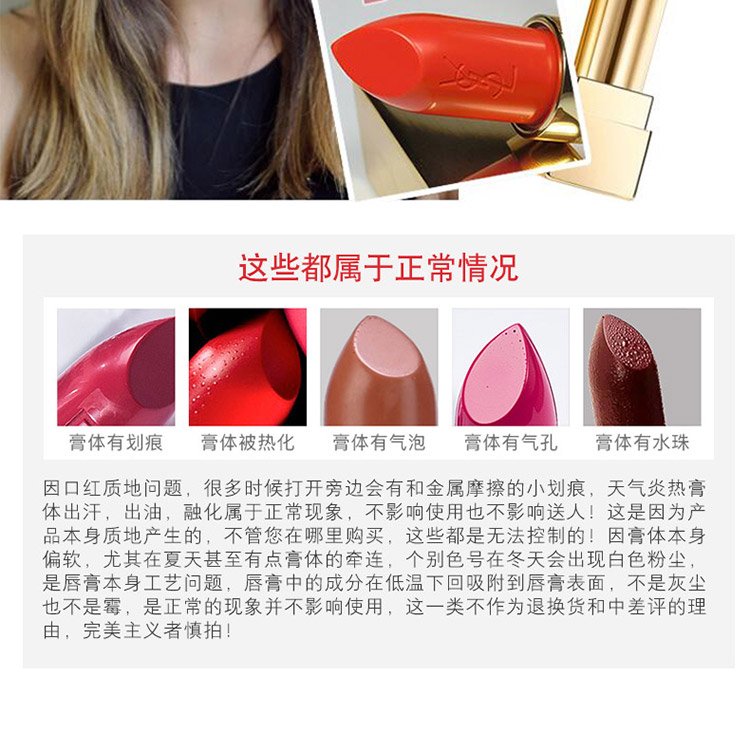 YSL
这些都属于正常情况
膏体有划痕 膏体被热化 膏体有气泡 膏体有气孔 膏体有水珠
因口红质地问题，很多时候打开旁边会有和金属摩擦的小划痕，天气炎热膏
体出汗，出油，融化属于正常现象，不影响使用也不影响送人！这是因为产
品本身质地产生的，不管您在哪里购买，这些都是无法控制的！因膏体本身
偏软，尤其在夏天甚至有点膏体的牵连，个别色号在冬天会出现白色粉尘，
是唇膏本身工艺问题，唇膏中的成分在低温下回吸附到唇膏表面，不是灰尘
也不是霉，是正常的现象并不影响使用，这一类不作为退换货和中差评的理
由，完美主义者慎拍！